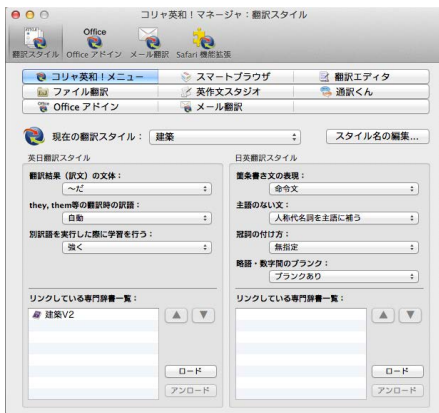 コリャ英和！マネージャ：翻訳スタイル
Office
翻訳スタイル Office アドイン メール翻訳 Safari 機能拡張
コリャ英和！メニュー スマートブラウザ 翻訳エディタ
ファイル翻訳 英作文スタジオ 通訳くん
Office アドイン メール翻訳
現在の翻訳スタイル： 建築 スタイル名の編集...
英日翻訳スタイル
翻訳結果（訳文）の文体：
〜だ
they, them等の翻訳時の訳語：
自動
別訳語を実行した際に学習を行う：
強く
リンクしている専門辞書一覧：
建築V2
ロード
アンロード
日英翻訳スタイル
箇条書き文の表現：
命令文
主語のない文：
人称代名詞を主語に補う
冠詞の付け方：
無指定
略語・数字間のブランク：
ブランクあり
リンクしている専門辞書一覧：
ロード
アンロード